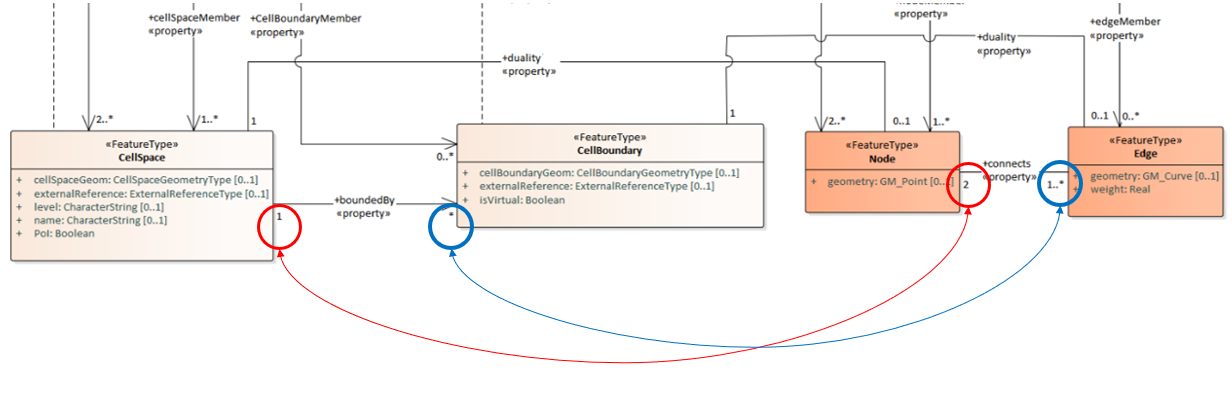 +cellSpaceMember
«property»
+CellBoundaryMember
«property»
+duality
«property»
«property»
+duality
«property»
+edgeMember
«property»
2..*
1..*
1
0..*
1
2..*
0..1
1..*
0..1
0..*
«FeatureType»
CellSpace
+ cellSpaceGeom: CellSpaceGeometryType [0..1]
+ externalReference: ExternalReferenceType [0..1]
+ level: CharacterString [0..1]
+ name: CharacterString [0..1]
+ PoI: Boolean
1
+boundedBy
«property»
*
«FeatureType»
CellBoundary
+ cellBoundaryGeom: CellBoundaryGeometryType [0..1]
+ externalReference: ExternalReferenceType [0..1]
+ isVirtual: Boolean
«FeatureType»
Node
+ geometry: GM_Point [0..1]
2
+connects
«property»
1..*
«FeatureType»
Edge
+ geometry: GM_Curve [0..1]
+ weight: Real